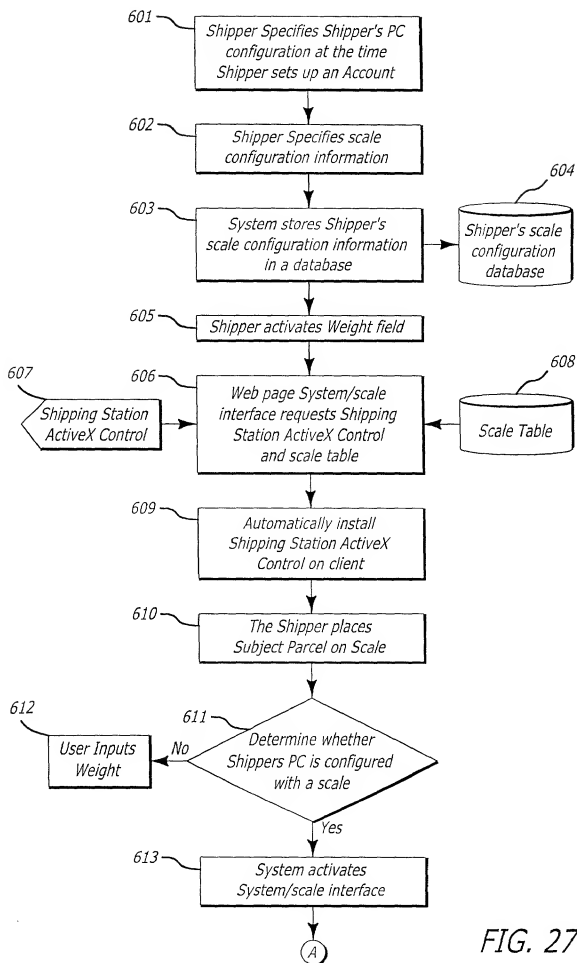 601
Shipper Specifies Shipper's PC
configuration at the time
Shipper sets up an Account
602
Shipper Specifies scale
configuration information
603
System stores Shipper's
scale configuration information
in a database
604
Shipper's scale
configuration
database
605
Shipper activates Weight field
606
Web page System/scale
interface requests Shipping
Station ActiveX Control
and scale table
607
Shipping Station
ActiveX Control
608
Scale Table
609
Automatically install
Shipping Station ActiveX
Control on client
610
The Shipper places
Subject Parcel on Scale
611
Determine whether
Shippers PC is configured
with a scale
No
612
User Inputs
Weight
Yes
613
System activates
System/scale interface
A
FIG. 27